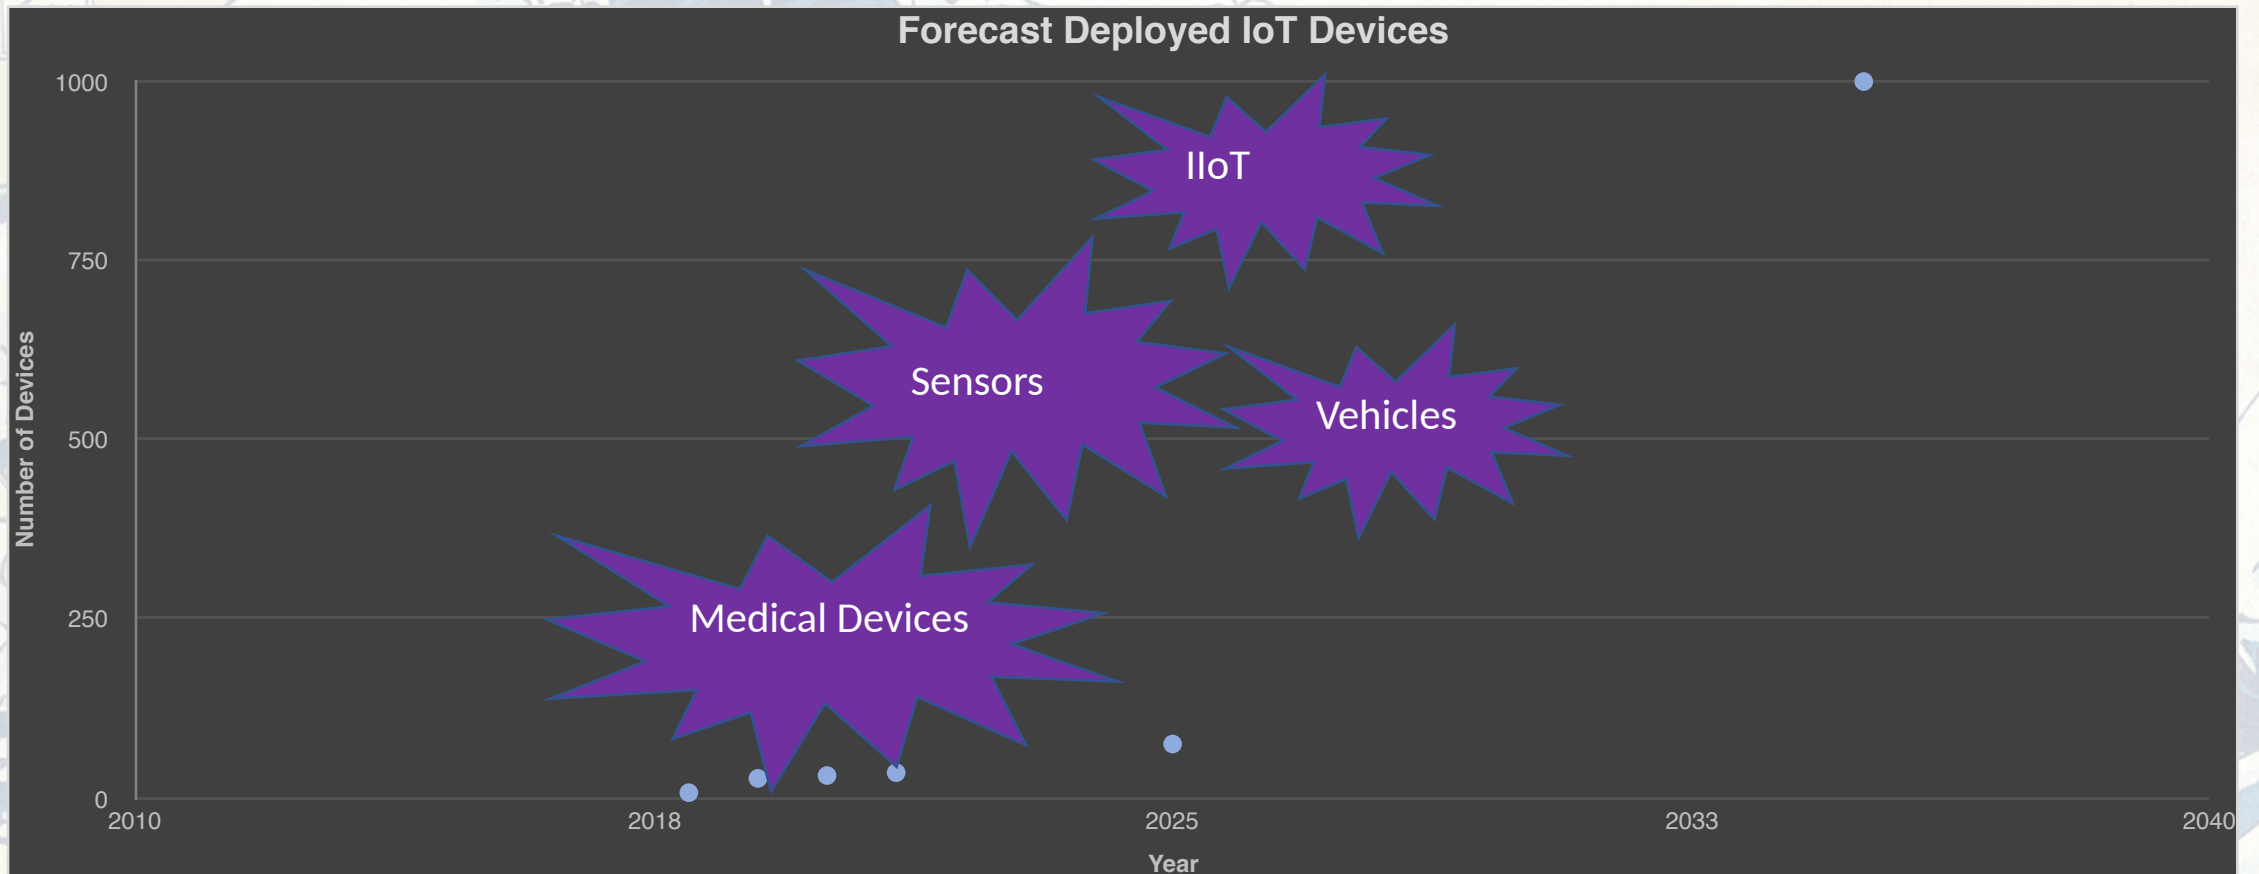 Forecast Deployed IoT Devices
1000
750
500
250
0
Number of Devices
IIoT
Sensors
Vehicles
Medical Devices
2010 2018 2025 2033 2040
Year